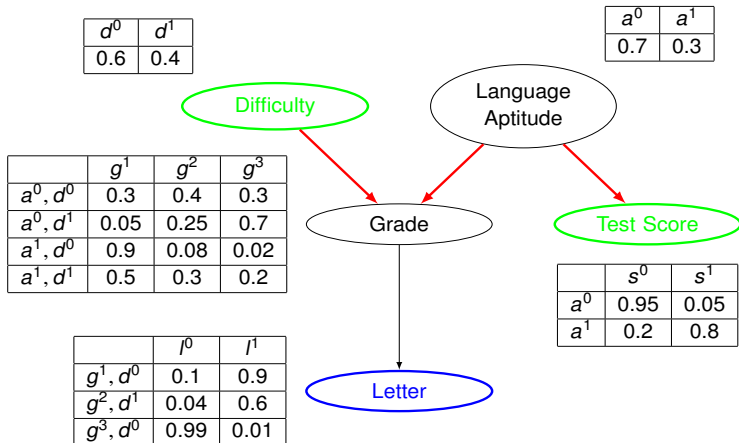 d⁰ d¹
0.6 0.4
a⁰ a¹
0.7 0.3
Difficulty
Language
Aptitude
g¹ g² g³
a⁰, d⁰ 0.3 0.4 0.3
a⁰, d¹ 0.05 0.25 0.7
a¹, d⁰ 0.9 0.08 0.02
a¹, d¹ 0.5 0.3 0.2
Grade
Test Score
s⁰ s¹
a⁰ 0.95 0.05
a¹ 0.2 0.8
l⁰ l¹
g¹, d⁰ 0.1 0.9
g², d¹ 0.04 0.6
g³, d⁰ 0.99 0.01
Letter